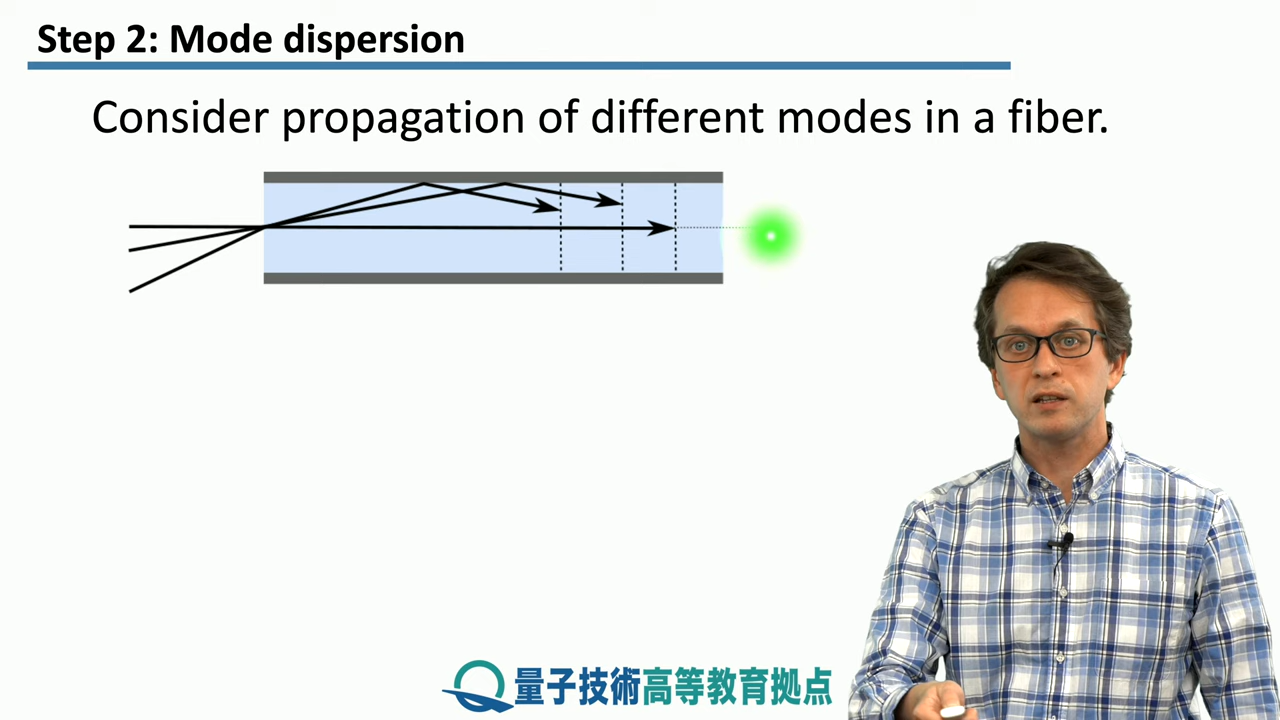 Step 2: Mode dispersion
Consider propagation of different modes in a fiber.
量子技術高等教育拠点